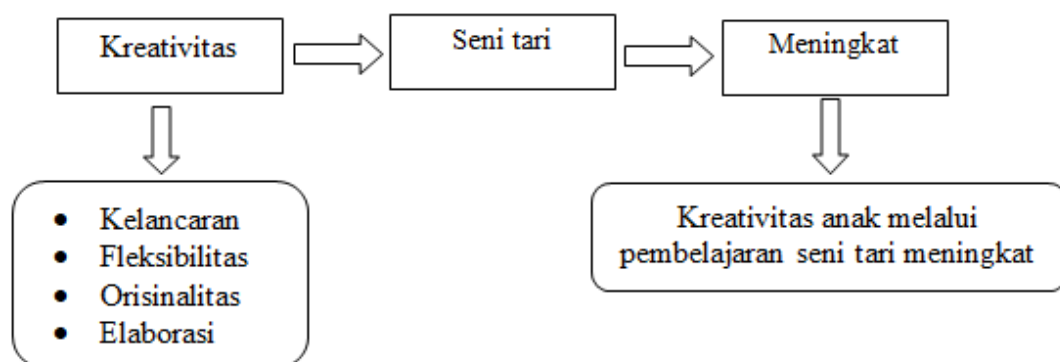 Kreativitas
Seni tari
Meningkat
• Kelancaran
• Fleksibilitas
• Orisinalitas
• Elaborasi
Kreativitas anak melalui
pembelajaran seni tari meningkat